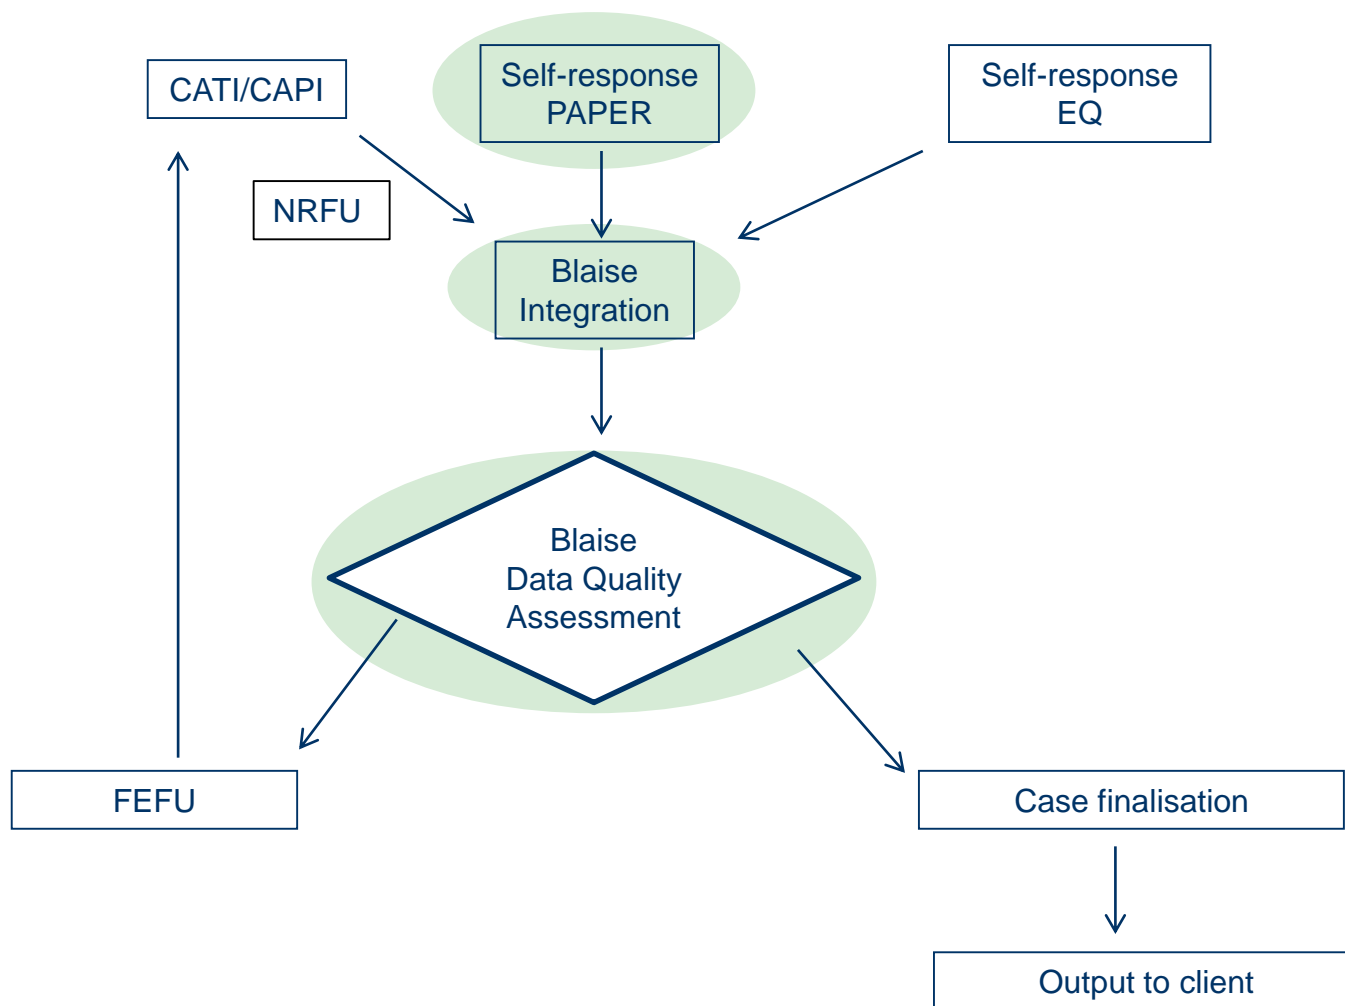 CATI/CAPI
Self-response
PAPER
Self-response
EQ
NRFU
Blaise
Integration
Blaise
Data Quality
Assessment
FEFU
Case finalisation
Output to client